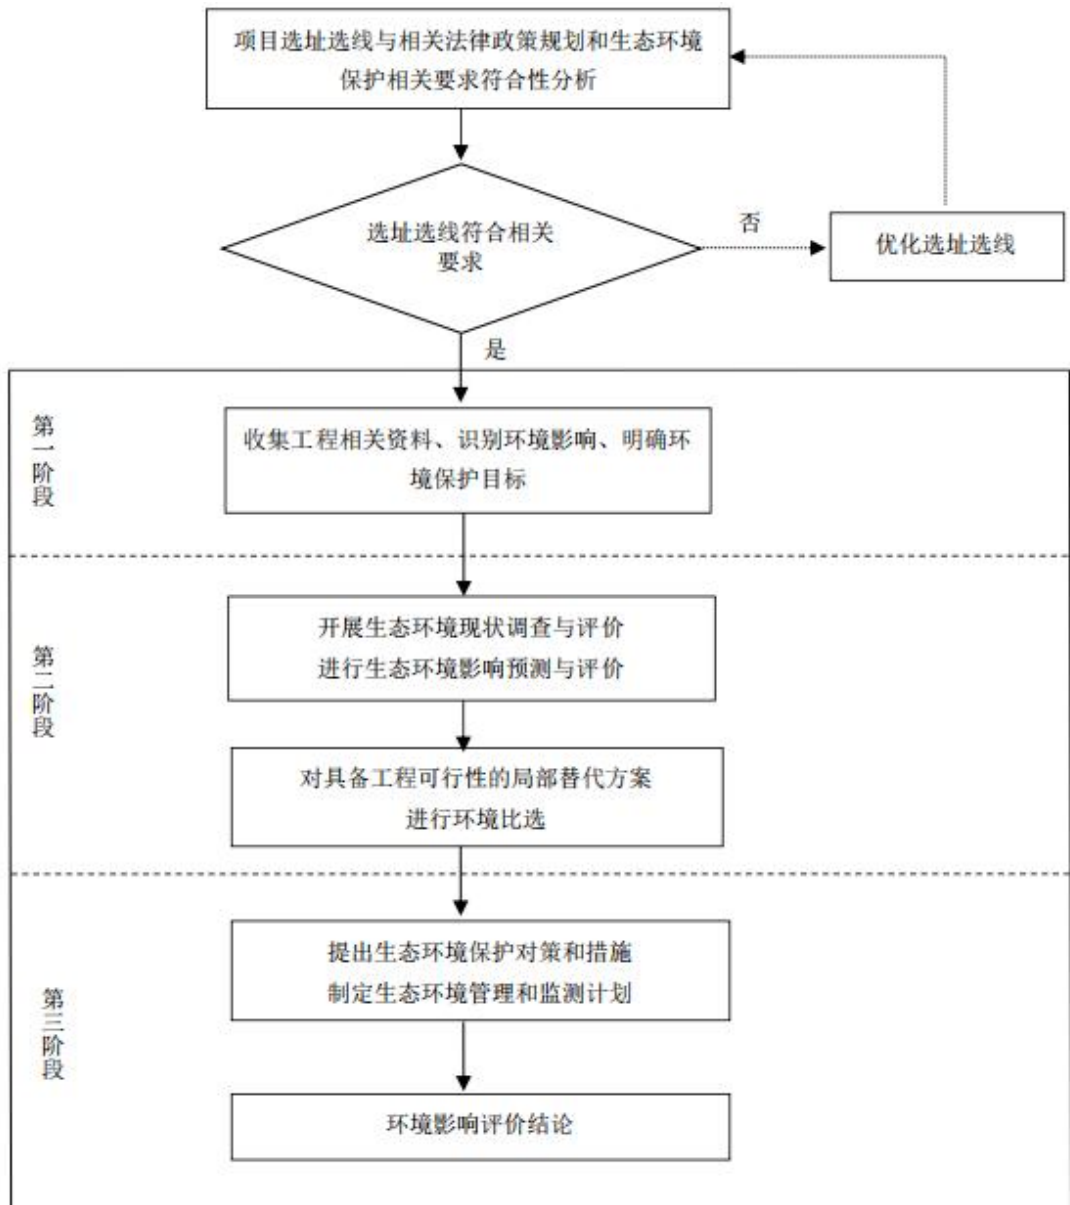 项目选址选线与相关法律政策规划和生态环境
保护相关要求符合性分析
选址选线符合相关
要求
否
优化选址选线
是
第一阶段
收集工程相关资料、识别环境影响、明确环
境保护目标
第二阶段
开展生态环境现状调查与评价
进行生态环境影响预测与评价
对具备工程可行性的局部替代方案
进行环境比选
第三阶段
提出生态环境保护对策和措施
制定生态环境管理和监测计划
环境影响评价结论